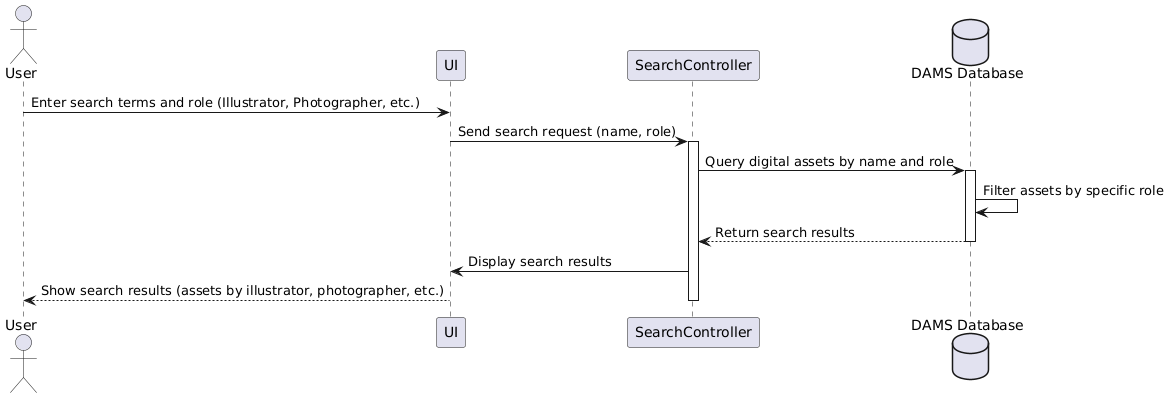 User
UI
SearchController
DAMS Database
Enter search terms and role (Illustrator, Photographer, etc.)
Send search request (name, role)
Query digital assets by name and role
Filter assets by specific role
Return search results
Display search results
Show search results (assets by illustrator, photographer, etc.)
User
UI
SearchController
DAMS Database